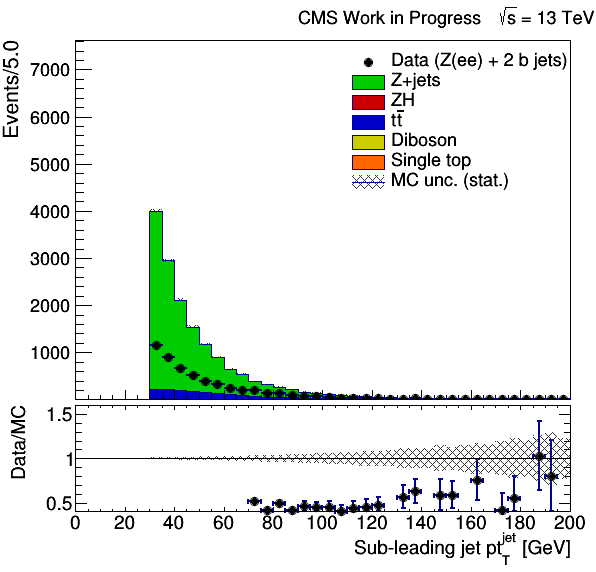 CMS Work in Progress √s = 13 TeV
Events/5.0
7000
6000
5000
4000
3000
2000
1000
Data (Z(ee) + 2 b jets)
Z+jets
ZH
tt̄
Diboson
Single top
MC unc. (stat.)
Data/MC
1.5
1
0.5
0 20 40 60 80 100 120 140 160 180 200
Sub-leading jet pt_T^jet [GeV]